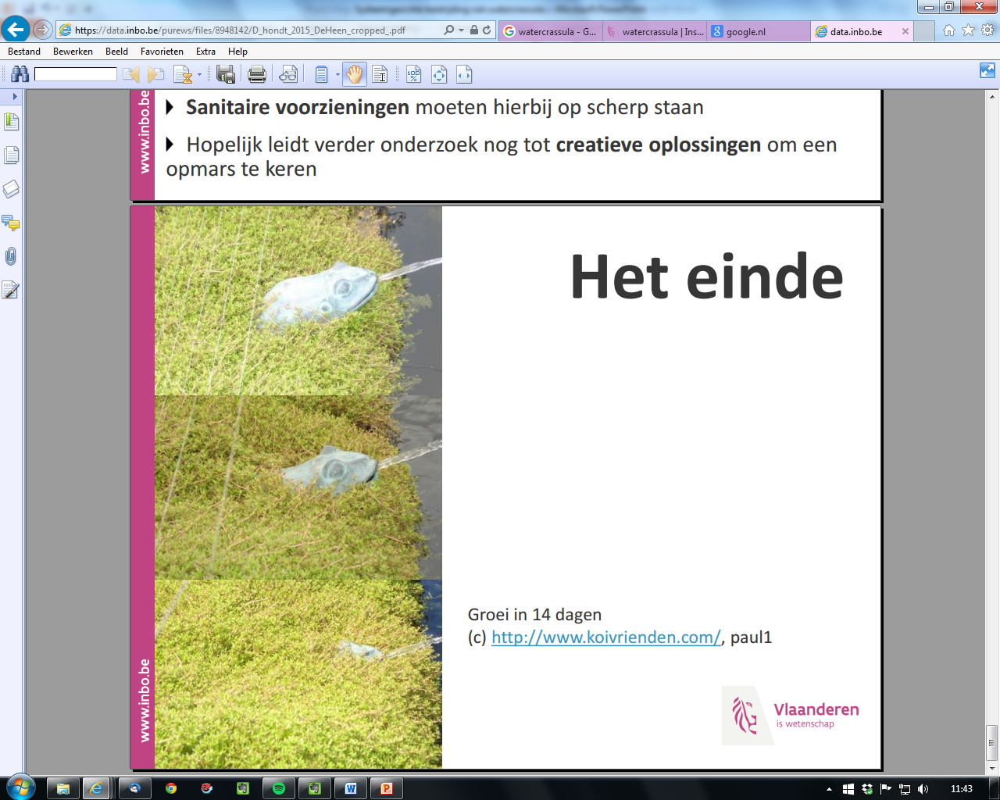 https://data.inbo.be/purews/files/8948142/D_hondt_2015_DeHeen_cropped_.pdf
watercrassula - G...
watercrassula | Ins...
google.nl
data.inbo.be
Bestand Bewerken Beeld Favorieten Extra Help
www.inbo.be
Sanitaire voorzieningen moeten hierbij op scherp staan
Hopelijk leidt verder onderzoek nog tot creatieve oplossingen om een
opmars te keren
Het einde
Groei in 14 dagen
(c) http://www.koivrienden.com/, paul1
www.inbo.be
Vlaanderen
is wetenschap
11:43